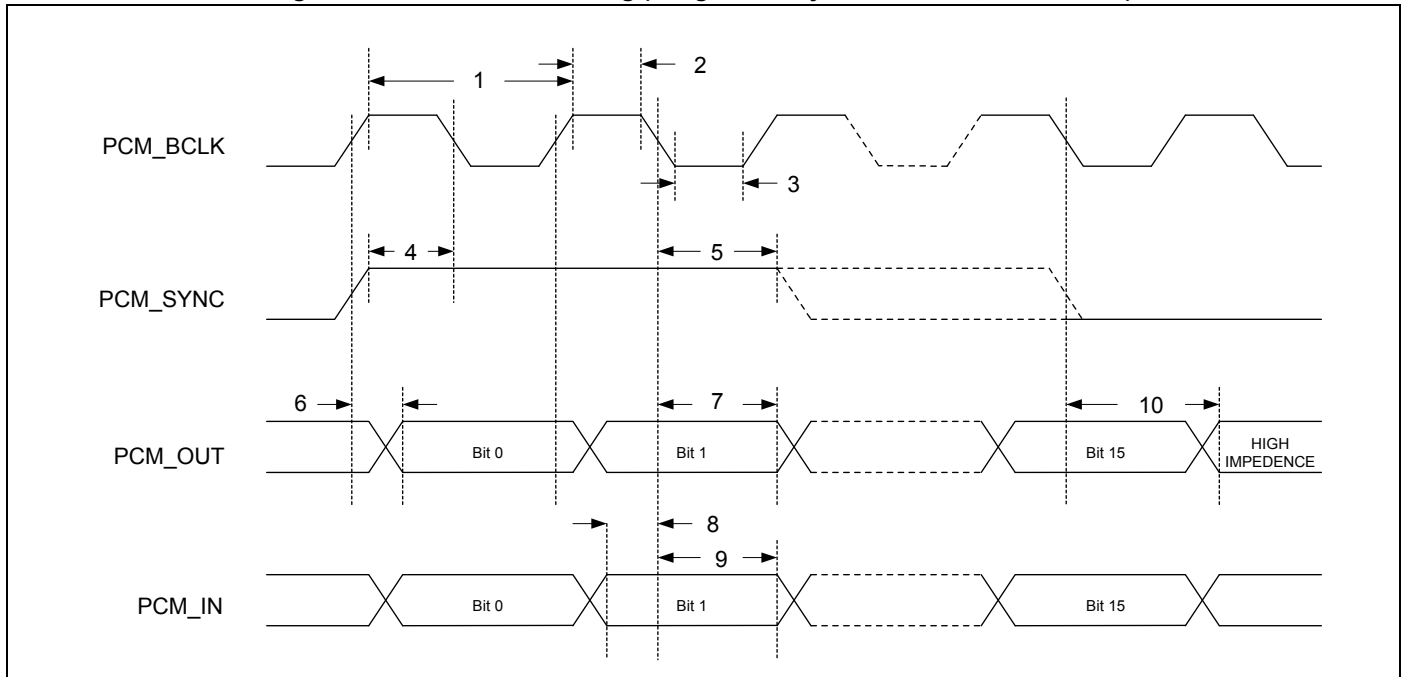 1
2
PCM_BCLK
3
4
5
PCM_SYNC
6
7
10
PCM_OUT
Bit 0
Bit 1
Bit 15
HIGH
IMPEDENCE
8
9
PCM_IN
Bit 0
Bit 1
Bit 15